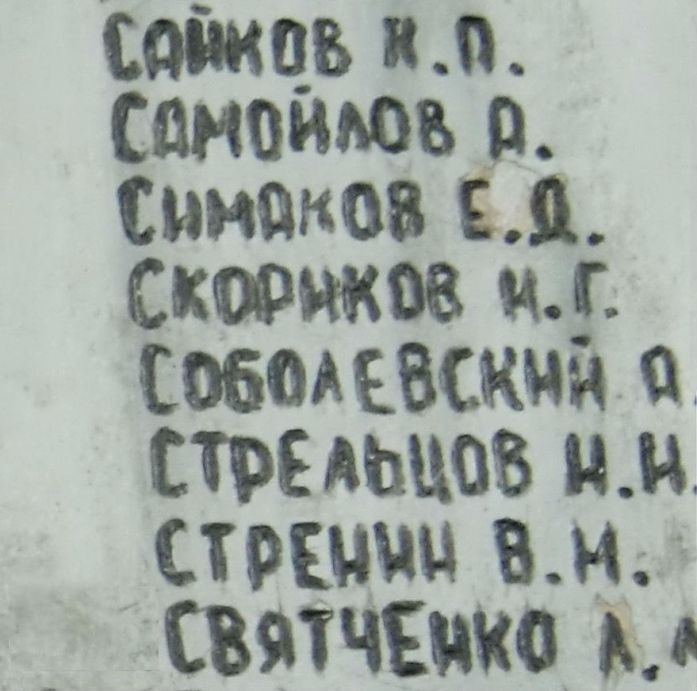 САЙКОВ Н.П.
САМОЙЛОВ А.
СИМАКОВ Е.Д.
СКОРИКОВ И.Г.
СОБОЛЕВСКИЙ А.
СТРЕЛЬЦОВ И.И.
СТРЕНИН В.И.
СВЯТЧЕНКО